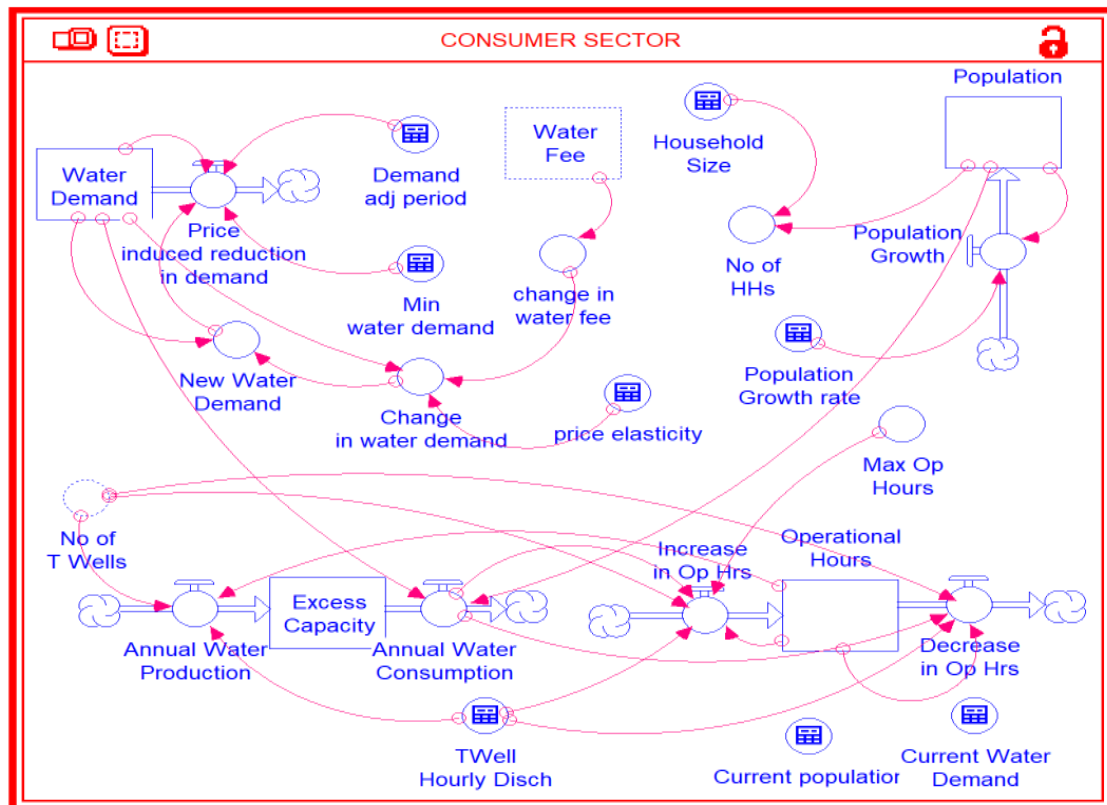 CONSUMER SECTOR
Population
Water
Demand
Demand
adj period
Water
Fee
Household
Size
Price
induced reduction
in demand
Population
Growth
No of
HHs
Min
water demand
change in
water fee
New Water
Demand
Change
in water demand
price elasticity
Population
Growth rate
Max Op
Hours
No of
T Wells
Increase
in Op Hrs
Operational
Hours
Excess
Capacity
Annual Water
Production
Annual Water
Consumption
Decrease
in Op Hrs
TWell
Hourly Disch
Current population
Current Water
Demand